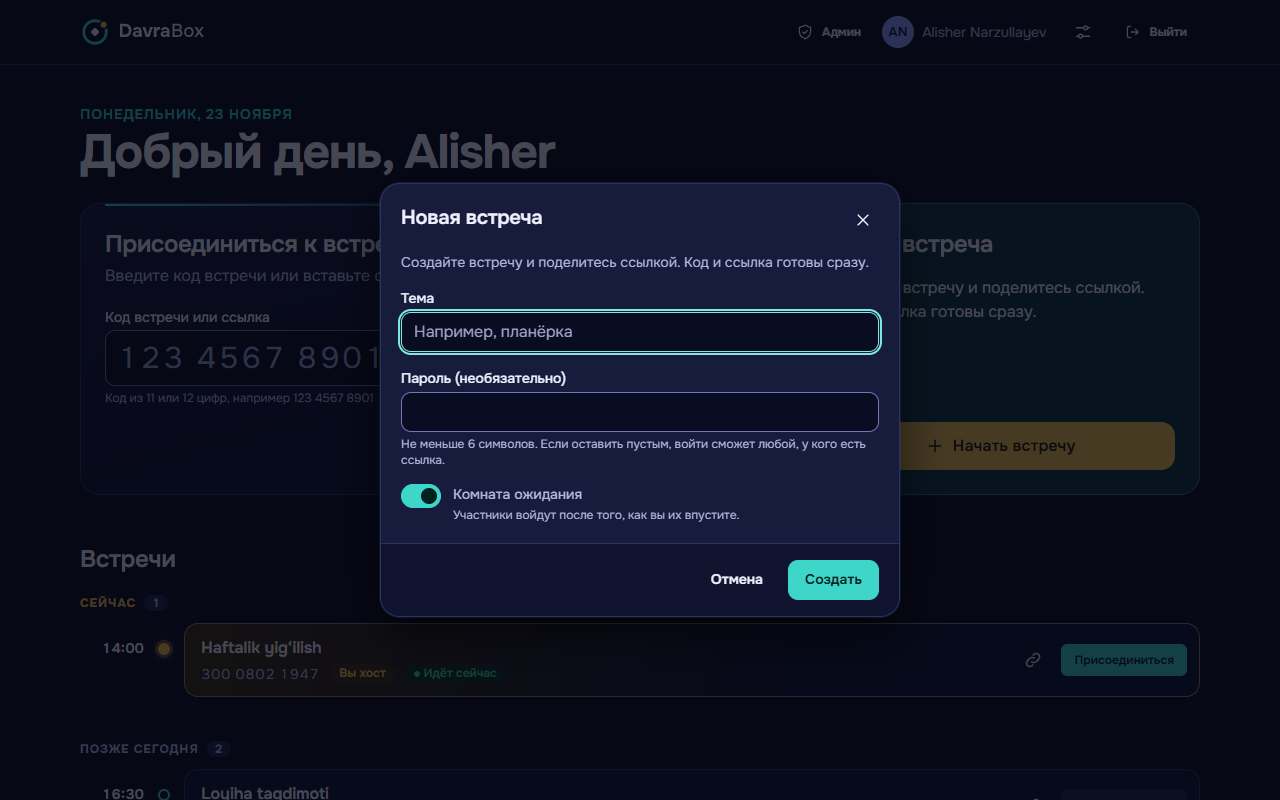 DavraBox
Админ
AN
Alisher Narzullayev
Выйти
ПОНЕДЕЛЬНИК, 23 НОЯБРЯ
Добрый день, Alisher
Присоединиться к встре
Введите код встречи или вставьте с
Код встречи или ссылка
123 4567 8901
Код из 11 или 12 цифр, например 123 4567 8901
встреча
встречу и поделитесь ссылкой.
лка готовы сразу.
Начать встречу
Новая встреча
Создайте встречу и поделитесь ссылкой. Код и ссылка готовы сразу.
Тема
Например, планёрка
Пароль (необязательно)
Не меньше 6 символов. Если оставить пустым, войти сможет любой, у кого есть
ссылка.
Комната ожидания
Участники войдут после того, как вы их впустите.
Отмена
Создать
Встречи
СЕЙЧАС 1
14:00
Haftalik yig‘ilish
300 0802 1947
Вы хост
Идёт сейчас
Присоединиться
ПОЗЖЕ СЕГОДНЯ 2
16:30
Loyiha taqdimoti